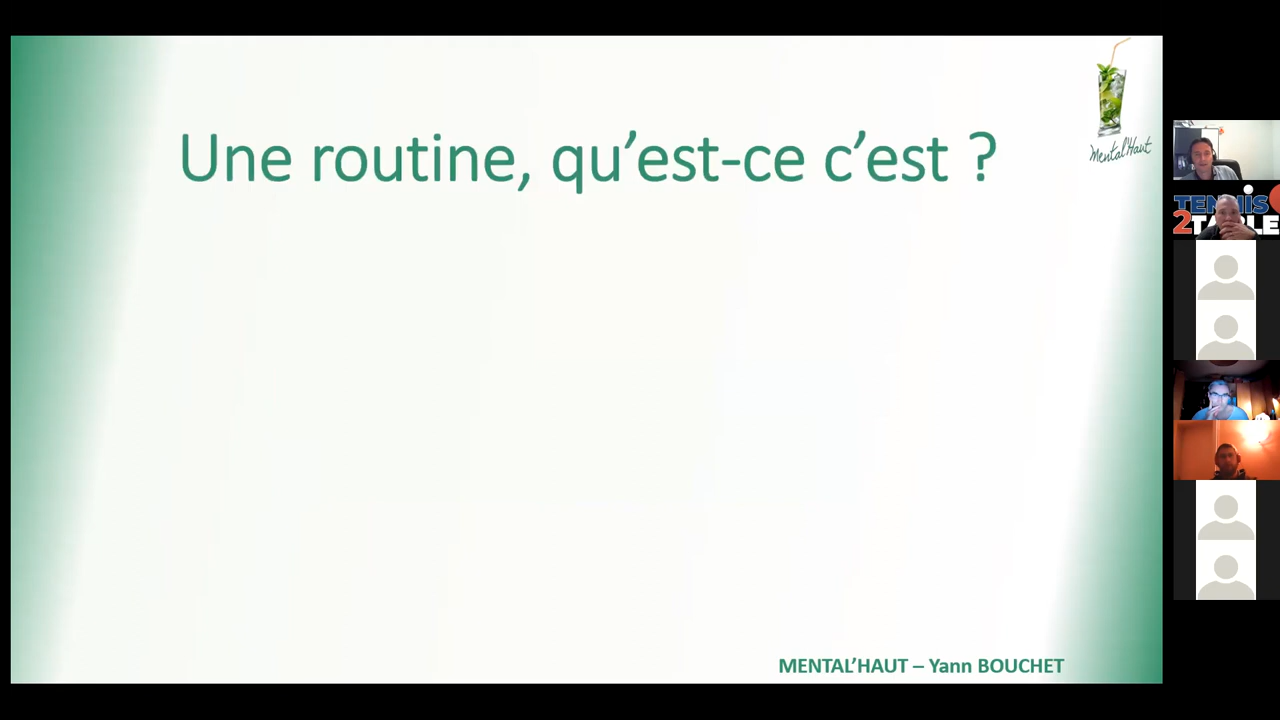 Une routine, qu'est-ce c'est ?
Mental'Haut
TENNIS
2TABLE
MENTAL'HAUT – Yann BOUCHET